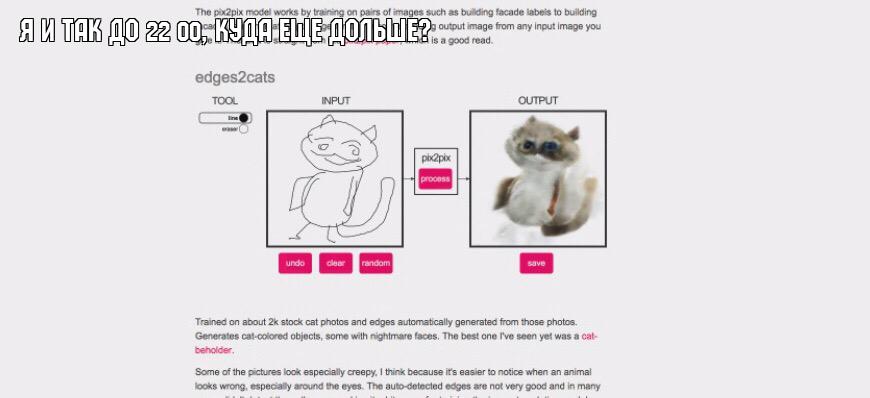 The pix2pix model works by training on pairs of images such as building facade labels to building
Я И ТАК ДО 22 00, КУДА ЕЩЕ ДОЛЬШЕ?
output image from any input image you
is a good read.
edges2cats
TOOL
line
eraser
INPUT
pix2pix
process
OUTPUT
undo
clear
random
save
Trained on about 2k stock cat photos and edges automatically generated from those photos.
Generates cat-colored objects, some with nightmare faces. The best one I've seen yet was a cat-
beholder.
Some of the pictures look especially creepy, I think because it's easier to notice when an animal
looks wrong, especially around the eyes. The auto-detected edges are not very good and in many